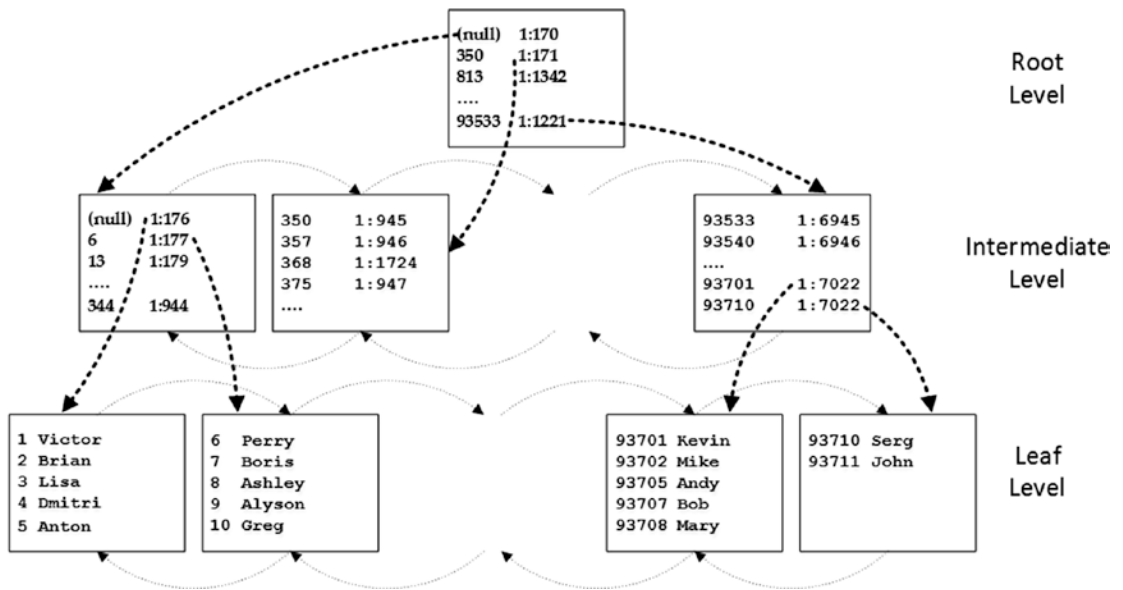 (null) 1:170
350 1:171
813 1:1342
....
93533 1:1221
Root
Level
(null) 1:176
6 1:177
13 1:179
....
344 1:944
350 1:945
357 1:946
368 1:1724
375 1:947
....
93533 1:6945
93540 1:6946
....
93701 1:7022
93710 1:7022
Intermediate
Level
1 Victor
2 Brian
3 Lisa
4 Dmitri
5 Anton
6 Perry
7 Boris
8 Ashley
9 Alyson
10 Greg
93701 Kevin
93702 Mike
93705 Andy
93707 Bob
93708 Mary
93710 Serg
93711 John
Leaf
Level